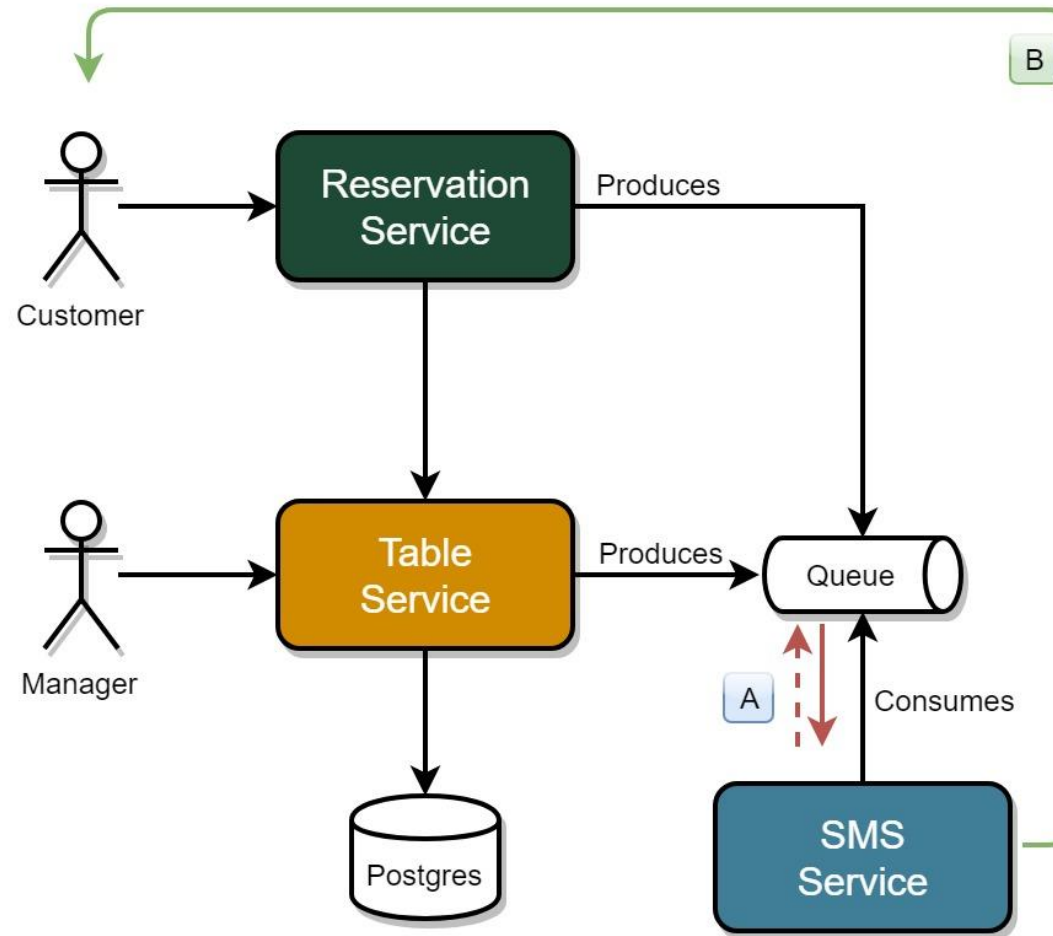 B
Reservation
Service
Produces
Customer
Table
Service
Produces
Queue
Manager
A
Consumes
Postgres
SMS
Service